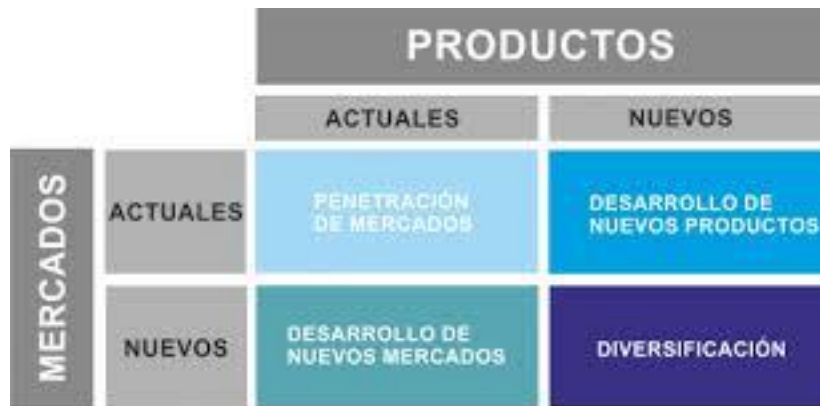 PRODUCTOS
ACTUALES
NUEVOS
MERCADOS
ACTUALES
PENETRACIÓN
DE MERCADOS
DESARROLLO DE
NUEVOS PRODUCTOS
NUEVOS
DESARROLLO DE
NUEVOS MERCADOS
DIVERSIFICACIÓN